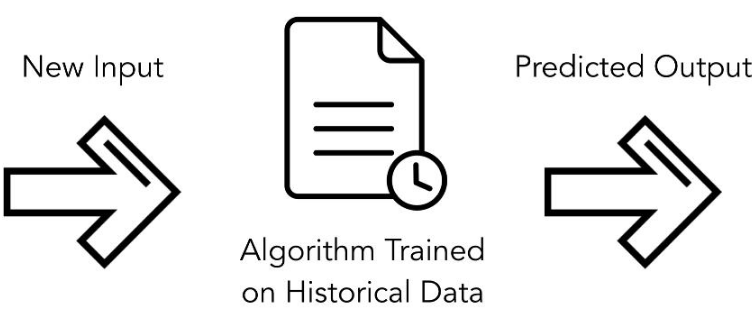 New Input
Predicted Output
Algorithm Trained
on Historical Data